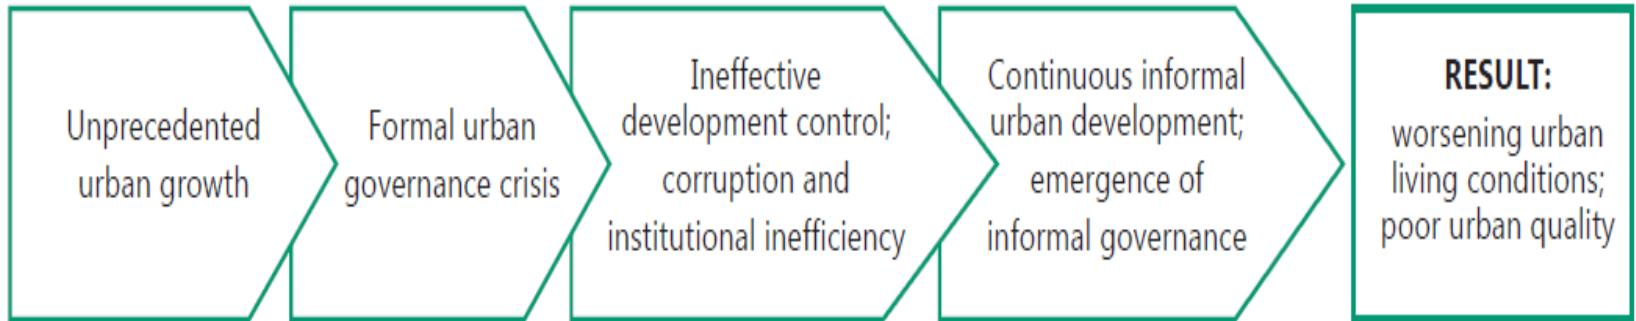 Unprecedented
urban growth
Formal urban
governance crisis
Ineffective
development control;
corruption and
institutional inefficiency
Continuous informal
urban development;
emergence of
informal governance
RESULT:
worsening urban
living conditions;
poor urban quality